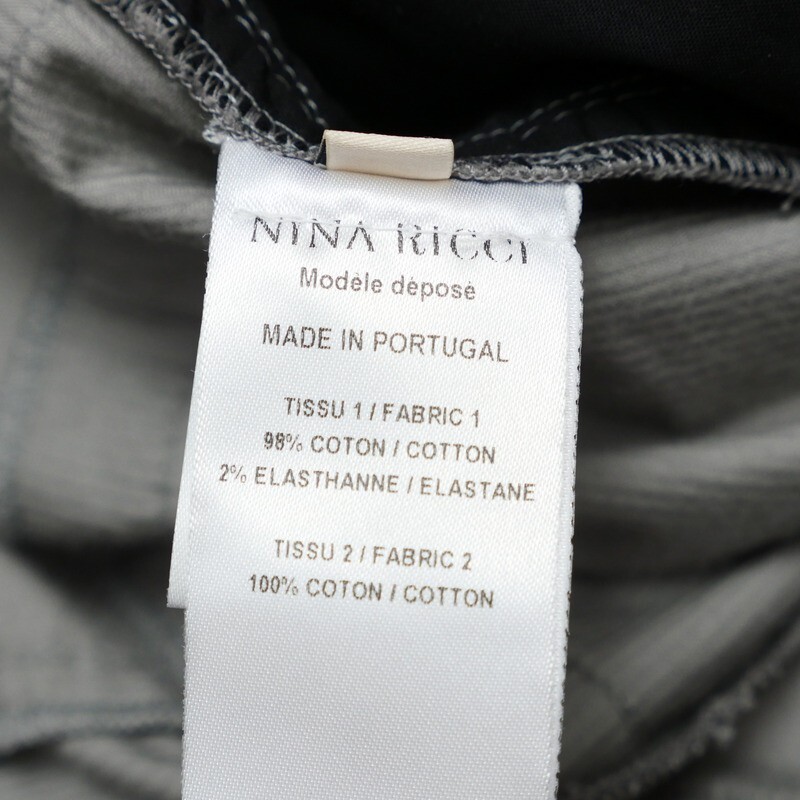 NINA RICCI
Modèle déposé
MADE IN PORTUGAL
TISSU 1 / FABRIC 1
98% COTON / COTTON
2% ELASTHANNE / ELASTANE
TISSU 2 / FABRIC 2
100% COTON / COTTON